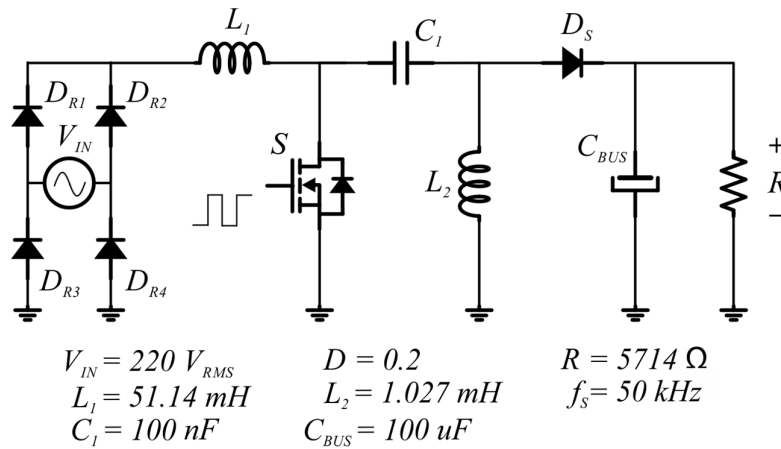 L1
C1
DS
DR1
DR2
VIN
S
L2
CBUS
+
R
−
DR3
DR4
VIN = 220 VRMS
D = 0.2
R = 5714 Ω
L1 = 51.14 mH
L2 = 1.027 mH
fS = 50 kHz
C1 = 100 nF
CBUS = 100 uF